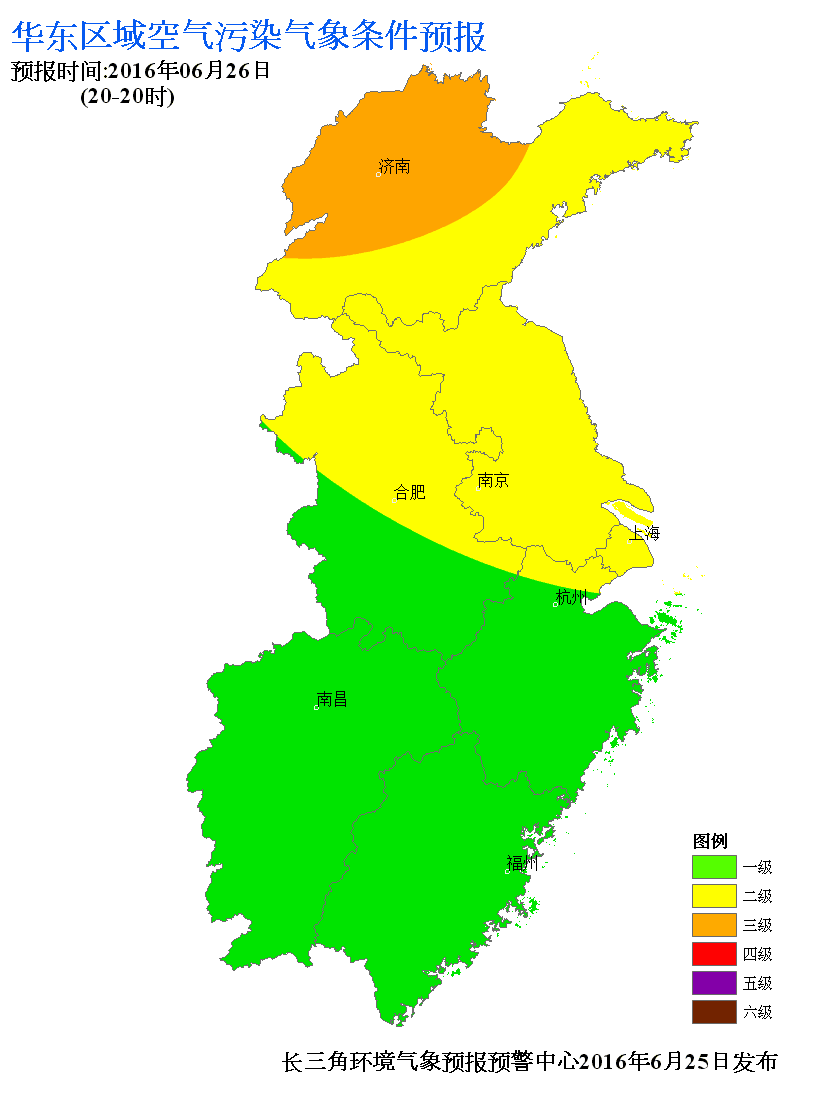 华东区域空气污染气象条件预报
预报时间:2016年06月26日
(20-20时)
济南
南京
合肥
上海
杭州
南昌
福州
图例
一级
二级
三级
四级
五级
六级
长三角环境气象预报预警中心2016年6月25日发布